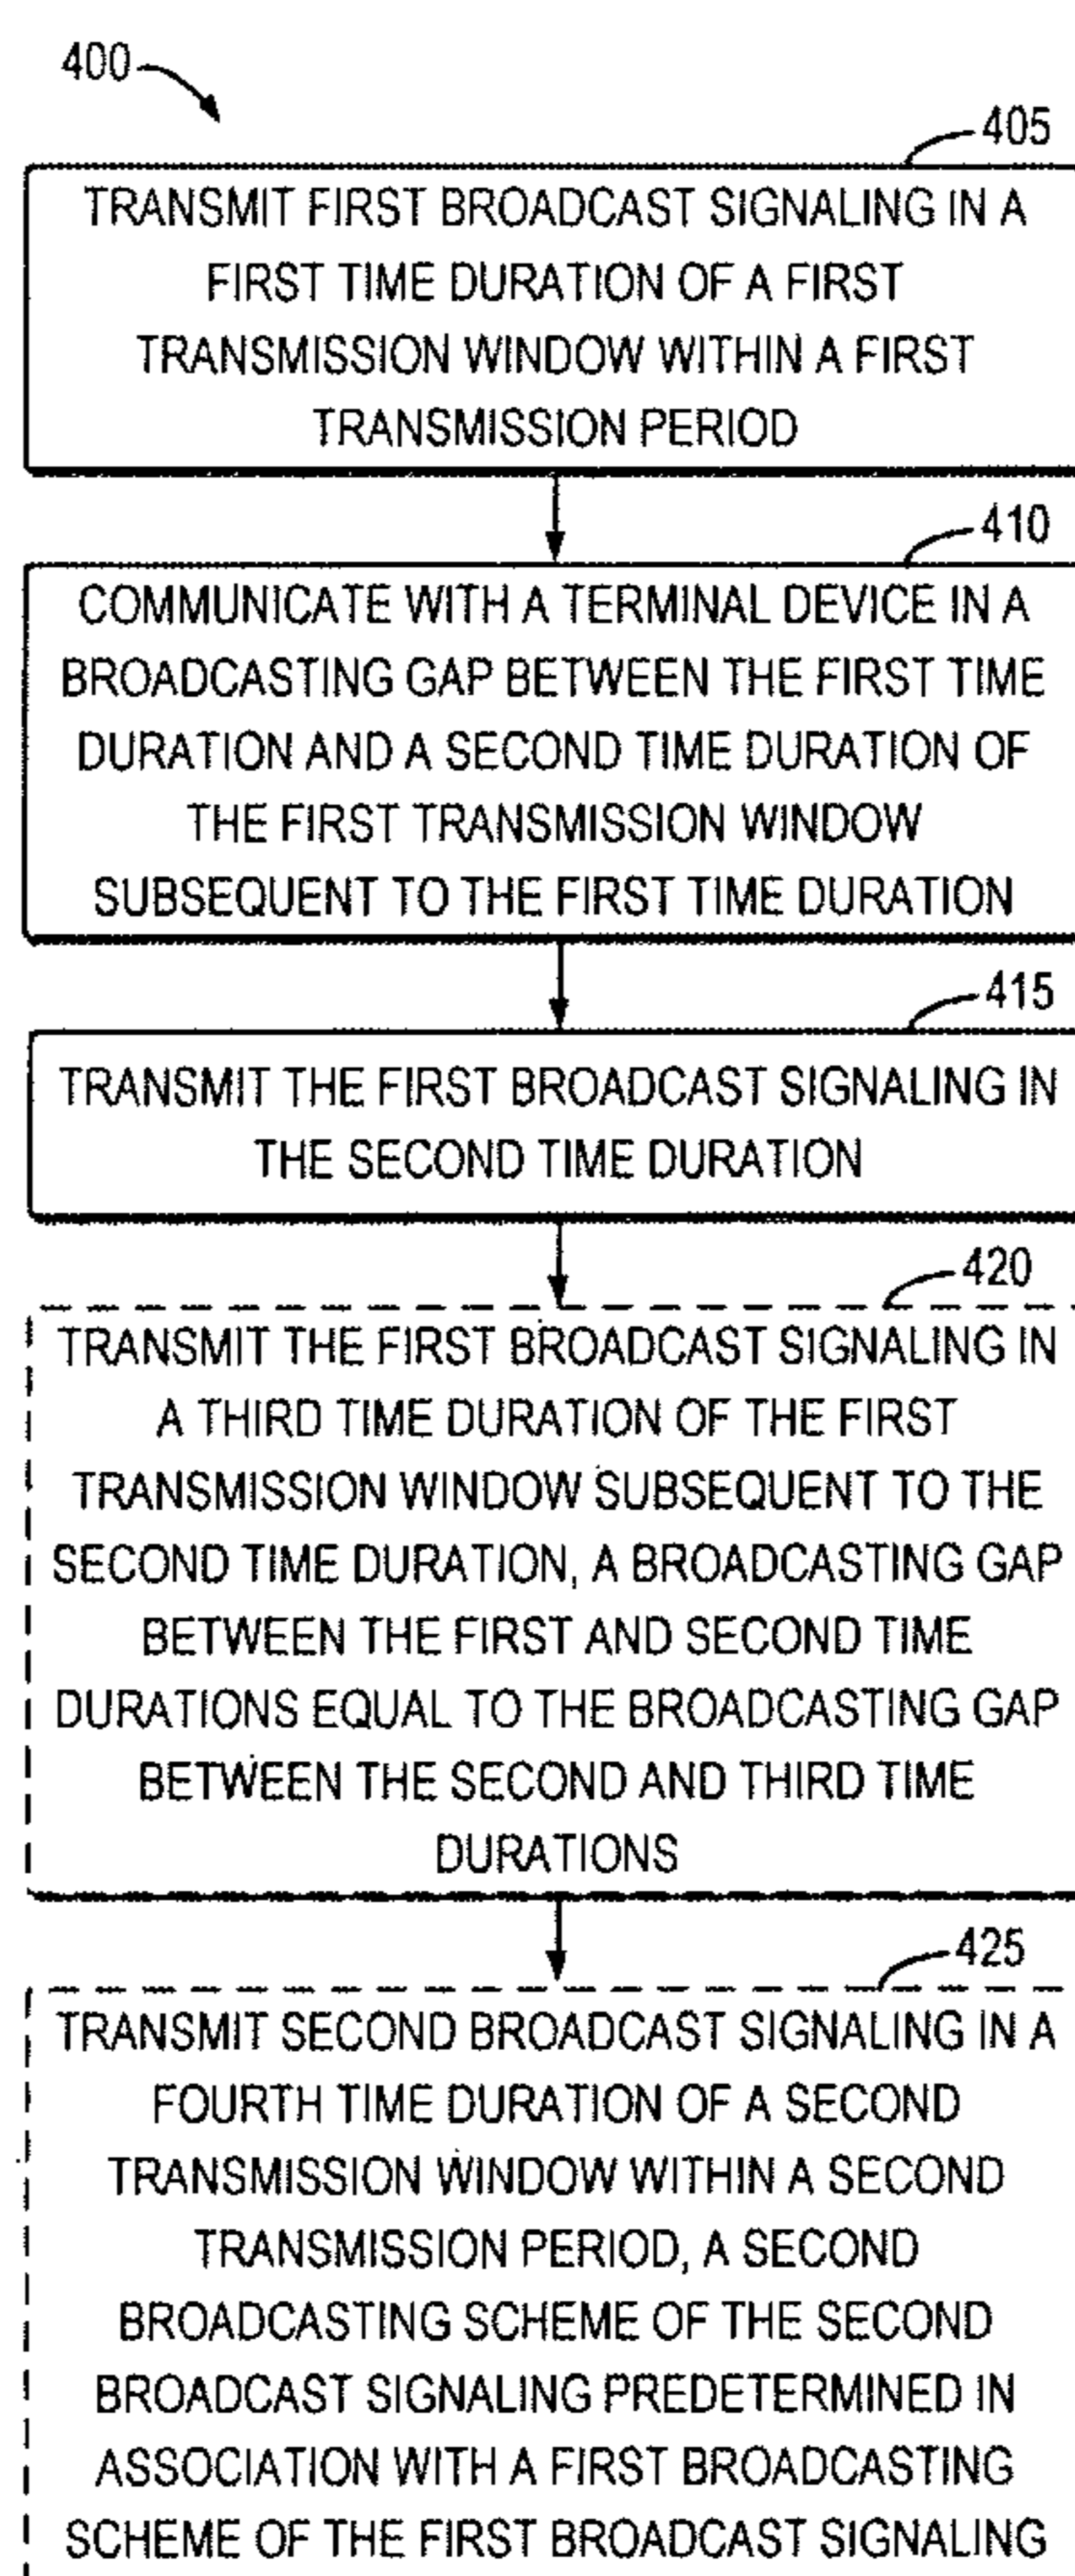 400
405
TRANSMIT FIRST BROADCAST SIGNALING IN A
FIRST TIME DURATION OF A FIRST
TRANSMISSION WINDOW WITHIN A FIRST
TRANSMISSION PERIOD
410
COMMUNICATE WITH A TERMINAL DEVICE IN A
BROADCASTING GAP BETWEEN THE FIRST TIME
DURATION AND A SECOND TIME DURATION OF
THE FIRST TRANSMISSION WINDOW
SUBSEQUENT TO THE FIRST TIME DURATION
415
TRANSMIT THE FIRST BROADCAST SIGNALING IN
THE SECOND TIME DURATION
420
TRANSMIT THE FIRST BROADCAST SIGNALING IN
A THIRD TIME DURATION OF THE FIRST
TRANSMISSION WINDOW SUBSEQUENT TO THE
SECOND TIME DURATION, A BROADCASTING GAP
BETWEEN THE FIRST AND SECOND TIME
DURATIONS EQUAL TO THE BROADCASTING GAP
BETWEEN THE SECOND AND THIRD TIME
DURATIONS
425
TRANSMIT SECOND BROADCAST SIGNALING IN A
FOURTH TIME DURATION OF A SECOND
TRANSMISSION WINDOW WITHIN A SECOND
TRANSMISSION PERIOD, A SECOND
BROADCASTING SCHEME OF THE SECOND
BROADCAST SIGNALING PREDETERMINED IN
ASSOCIATION WITH A FIRST BROADCASTING
SCHEME OF THE FIRST BROADCAST SIGNALING